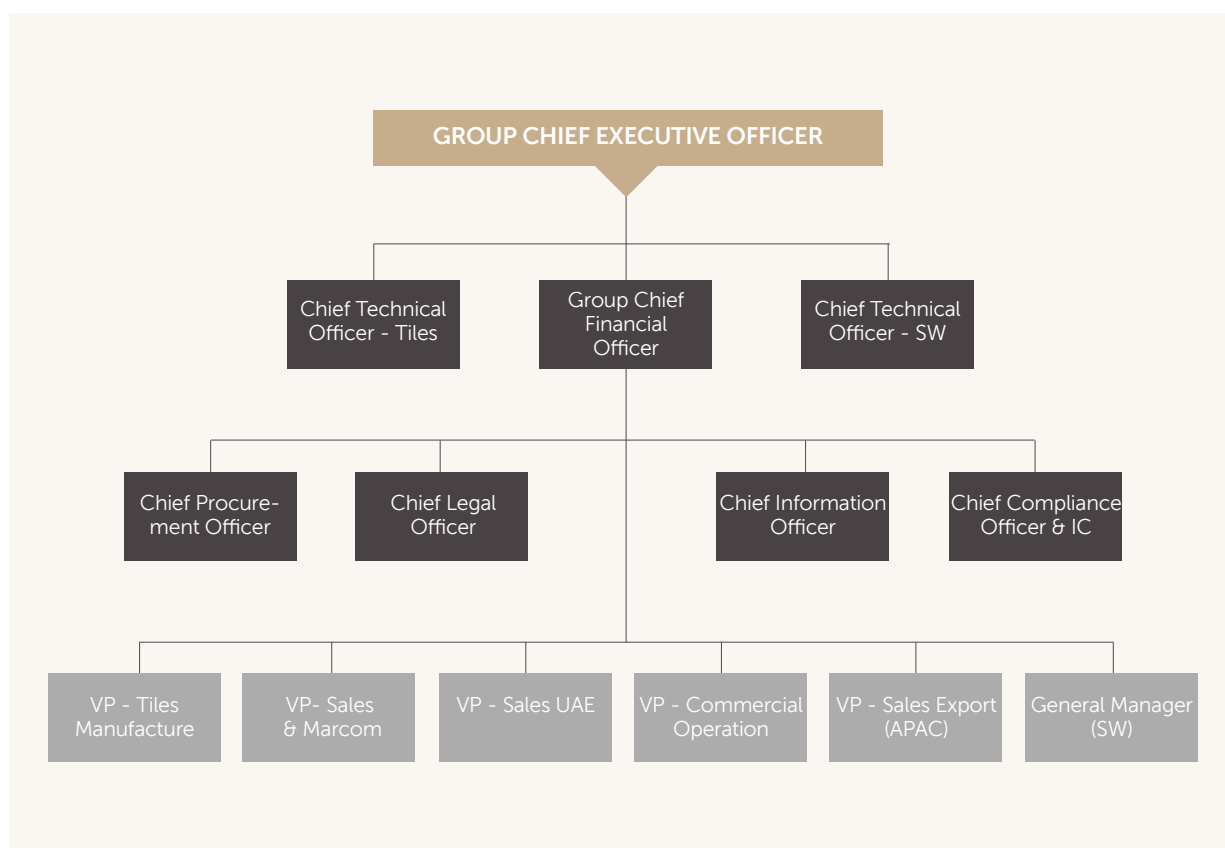 GROUP CHIEF EXECUTIVE OFFICER
Chief Technical
Officer - Tiles
Group Chief
Financial
Officer
Chief Technical
Officer - SW
Chief Procure-
ment Officer
Chief Legal
Officer
Chief Information
Officer
Chief Compliance
Officer & IC
VP - Tiles
Manufacture
VP- Sales
& Marcom
VP - Sales UAE
VP - Commercial
Operation
VP - Sales Export
(APAC)
General Manager
(SW)